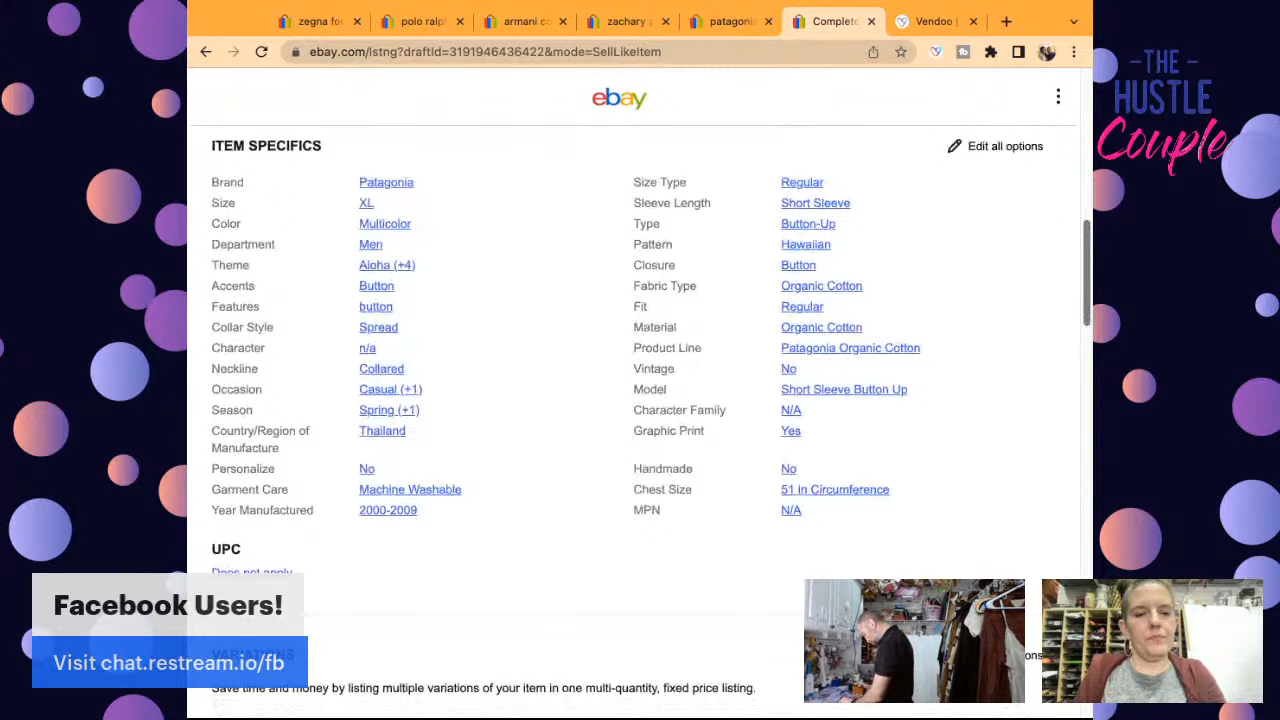 zegna fo
polo ralp
armani c
zachary
patagonia
Complete
Vendoo |
ebay.com/lstng?draftId=3191946436422&mode=SellLikeItem
-THE-
HUSTLE
Couple
ebay
ITEM SPECIFICS
Edit all options
Brand Patagonia Size Type Regular
Size XL Sleeve Length Short Sleeve
Color Multicolor Type Button-Up
Department Men Pattern Hawaiian
Theme Aloha (+4) Closure Button
Accents Button Fabric Type Organic Cotton
Features button Fit Regular
Collar Style Spread Material Organic Cotton
Character n/a Product Line Patagonia Organic Cotton
Neckline Collared Vintage No
Occasion Casual (+1) Model Short Sleeve Button Up
Season Spring (+1) Character Family N/A
Country/Region of Thailand Graphic Print Yes
Manufacture
Personalize No Handmade No
Garment Care Machine Washable Chest Size 51 in Circumference
Year Manufactured 2000-2009 MPN N/A
UPC
Does not apply
Facebook Users!
Visit chat.restream.io/fb
VARIATIONS
Save time and money by listing multiple variations of your item in one multi-quantity, fixed price listing.